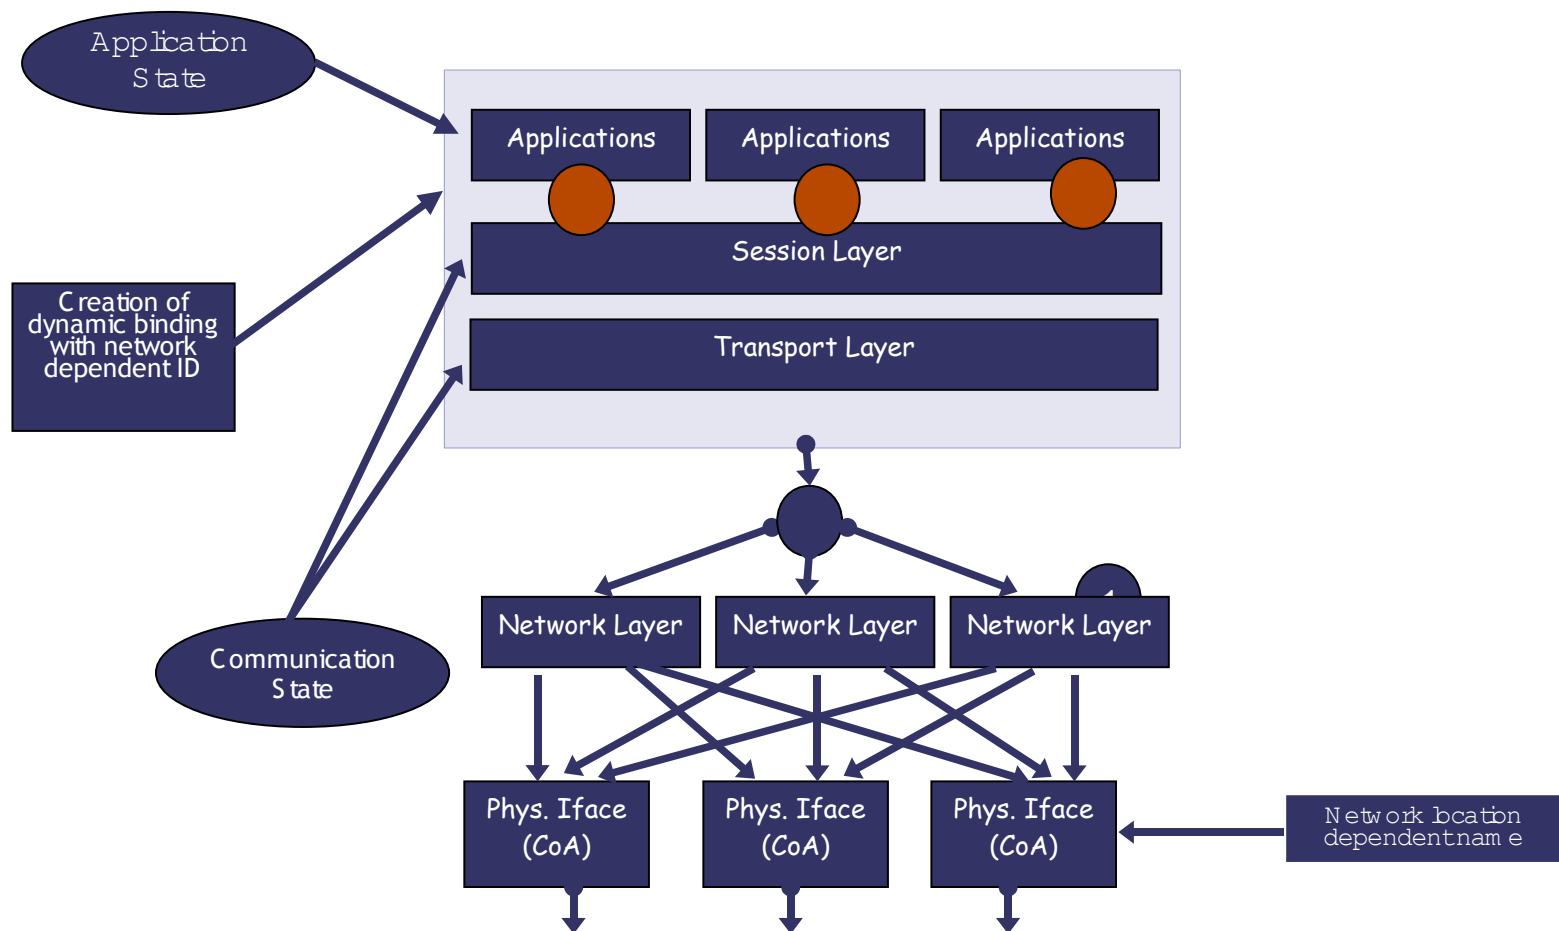 Application
State
Applications
Applications
Applications
Session Layer
Creation of
dynamic binding
with network
dependent ID
Transport Layer
Network Layer
Network Layer
Network Layer
Communication
State
Phys. Iface
(CoA)
Phys. Iface
(CoA)
Phys. Iface
(CoA)
Network location
dependent name